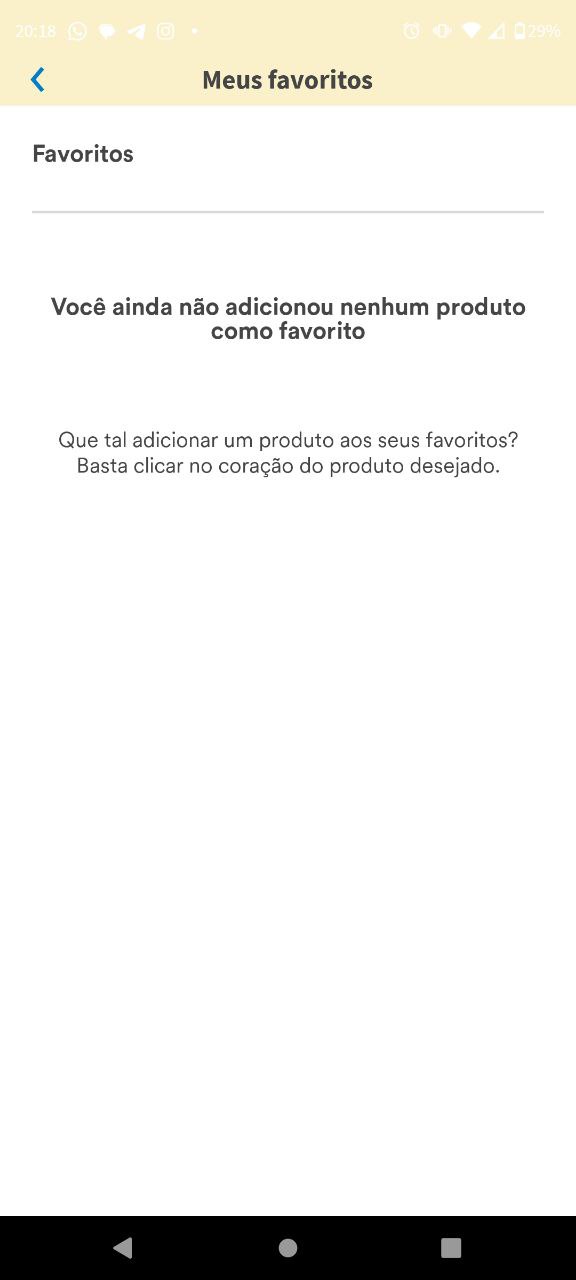 20:18
29%
Meus favoritos
Favoritos
Você ainda não adicionou nenhum produto
como favorito
Que tal adicionar um produto aos seus favoritos?
Basta clicar no coração do produto desejado.